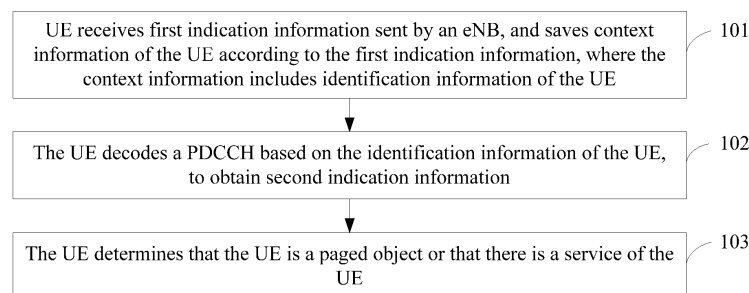 UE receives first indication information sent by an eNB, and saves context
information of the UE according to the first indication information, where the
context information includes identification information of the UE
101
The UE decodes a PDCCH based on the identification information of the UE,
to obtain second indication information
102
The UE determines that the UE is a paged object or that there is a service of the
UE
103